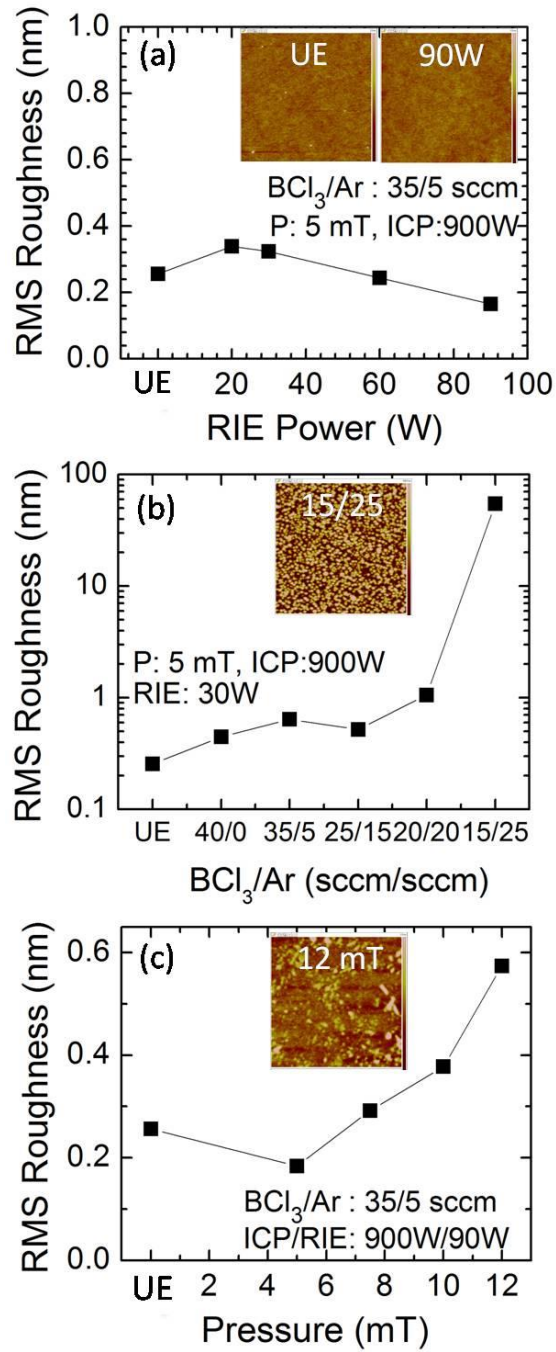 (a)
UE
90W
BCl₃/Ar : 35/5 sccm
P: 5 mT, ICP:900W
RMS Roughness (nm)
1.0
0.8
0.6
0.4
0.2
0.0
UE 20 40 60 80 100
RIE Power (W)
(b)
15/25
P: 5 mT, ICP:900W
RIE: 30W
RMS Roughness (nm)
100
10
1
0.1
UE 40/0 35/5 25/15 20/20 15/25
BCl₃/Ar (sccm/sccm)
(c)
12 mT
BCl₃/Ar : 35/5 sccm
ICP/RIE: 900W/90W
RMS Roughness (nm)
0.6
0.4
0.2
0.0
UE 2 4 6 8 10 12
Pressure (mT)